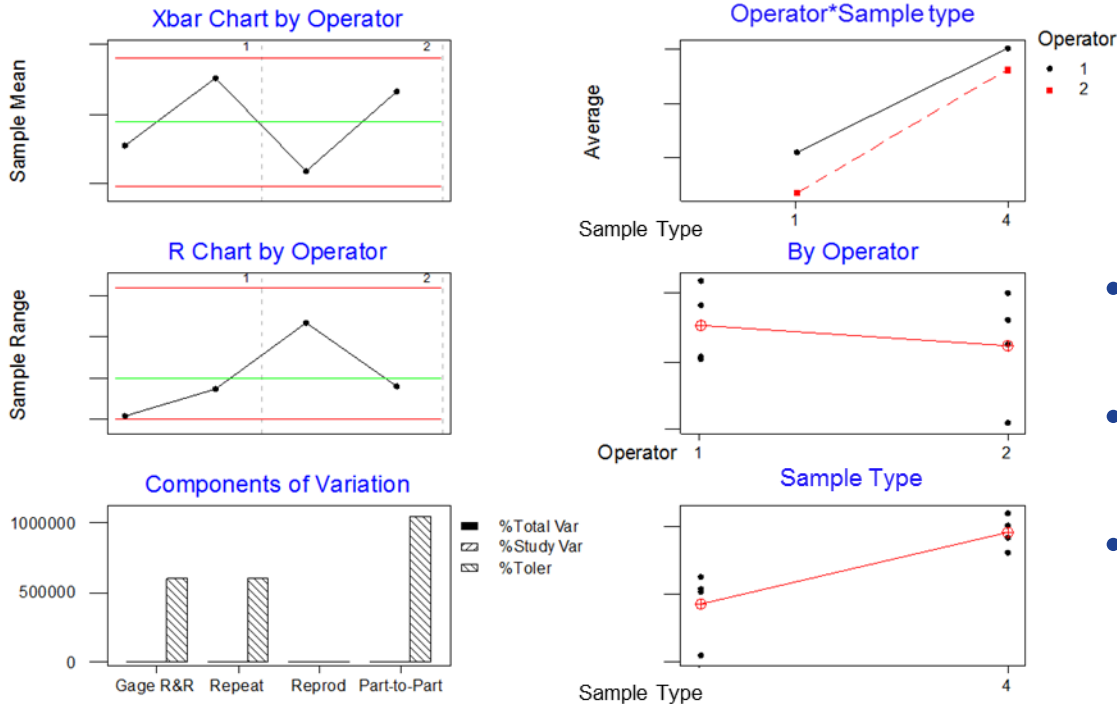 Xbar Chart by Operator
1
2
Sample Mean
Operator*Sample type
Operator
1
2
Average
1
4
Sample Type
R Chart by Operator
1
2
Sample Range
By Operator
Operator
1
2
Components of Variation
1000000
500000
0
%Total Var
%Study Var
%Toler
Gage R&R
Repeat
Reprod
Part-to-Part
Sample Type
4
Sample Type